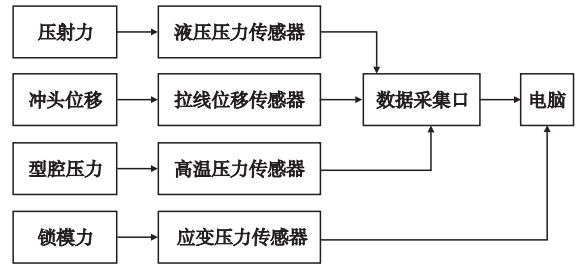 压射力
液压压力传感器
冲头位移
拉线位移传感器
数据采集口
电脑
型腔压力
高温压力传感器
锁模力
应变压力传感器